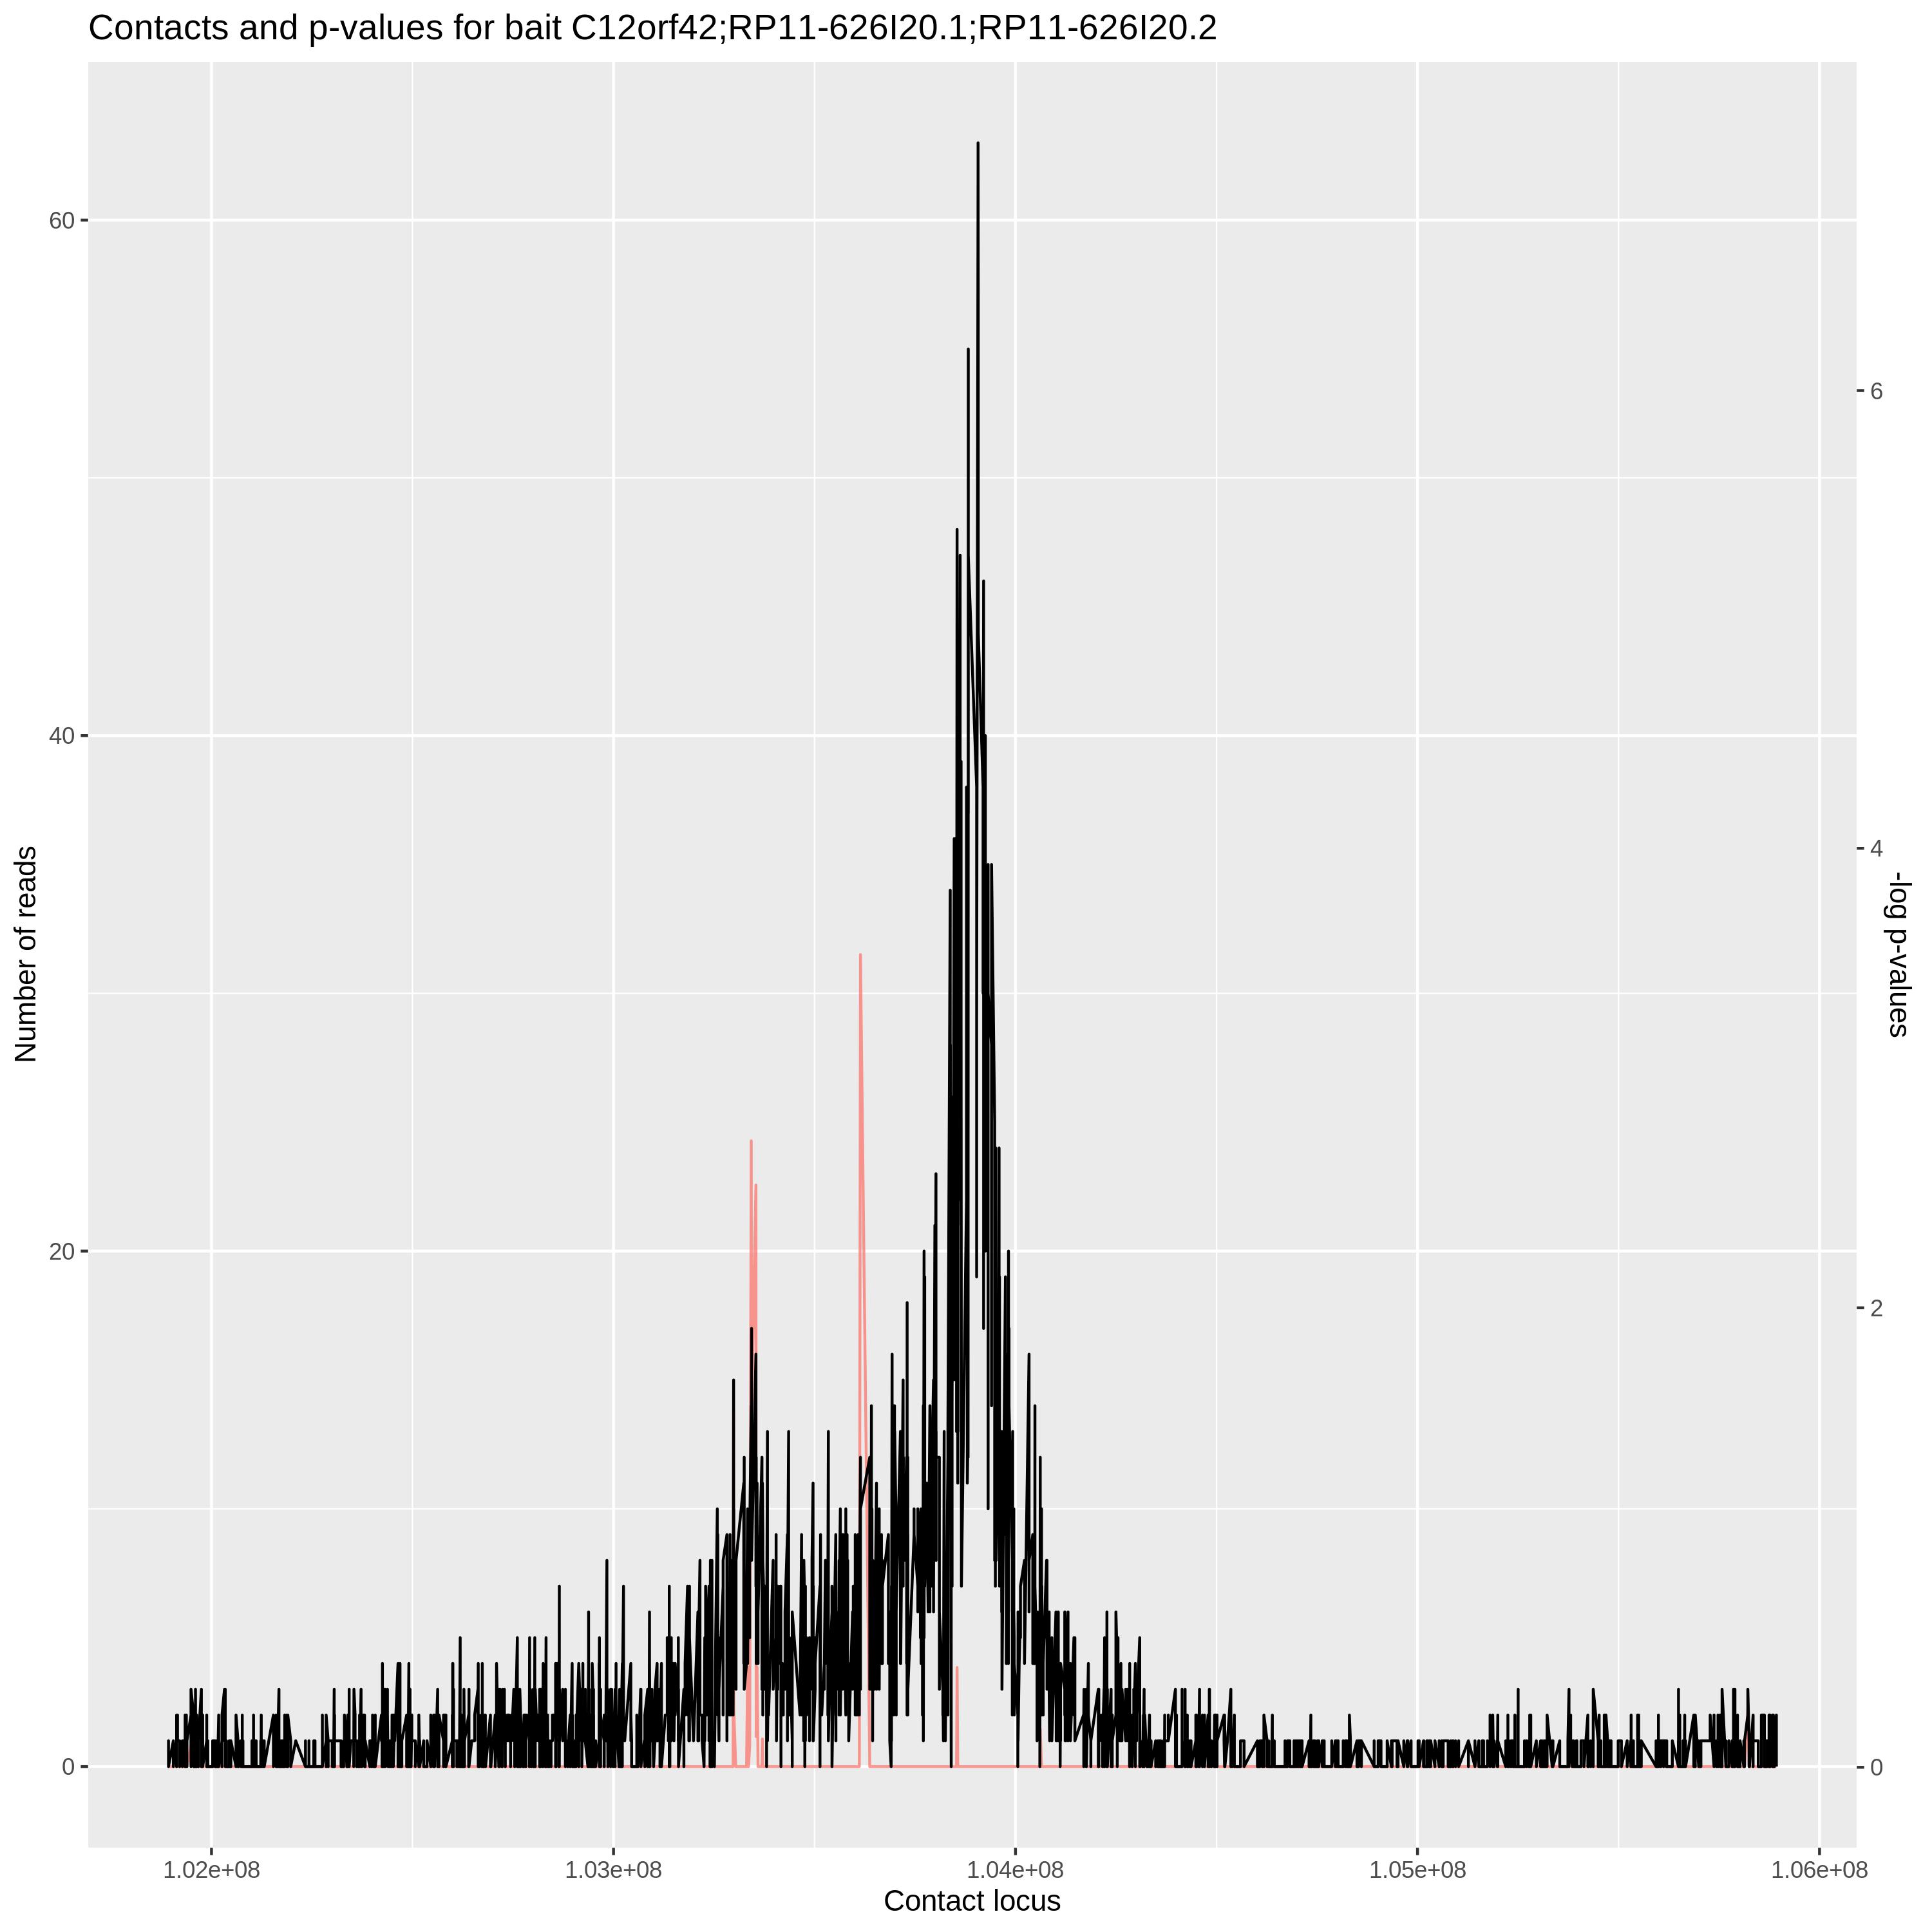 Contacts and p-values for bait C12orf42;RP11-626I20.1;RP11-626I20.2
60
40
20
0
Number of reads
6
4
2
0
-log p-values
1.02e+08
1.03e+08
1.04e+08
1.05e+08
1.06e+08
Contact locus